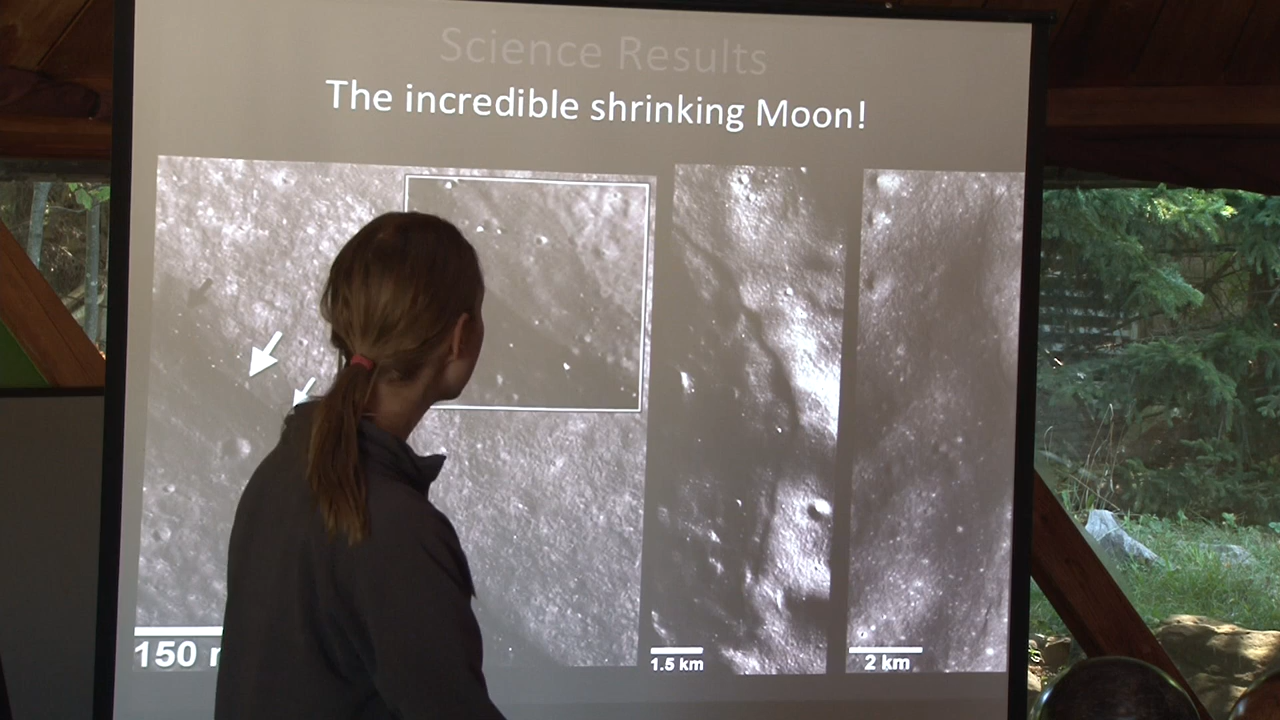 Science Results
The incredible shrinking Moon!
150
1.5 km
2 km